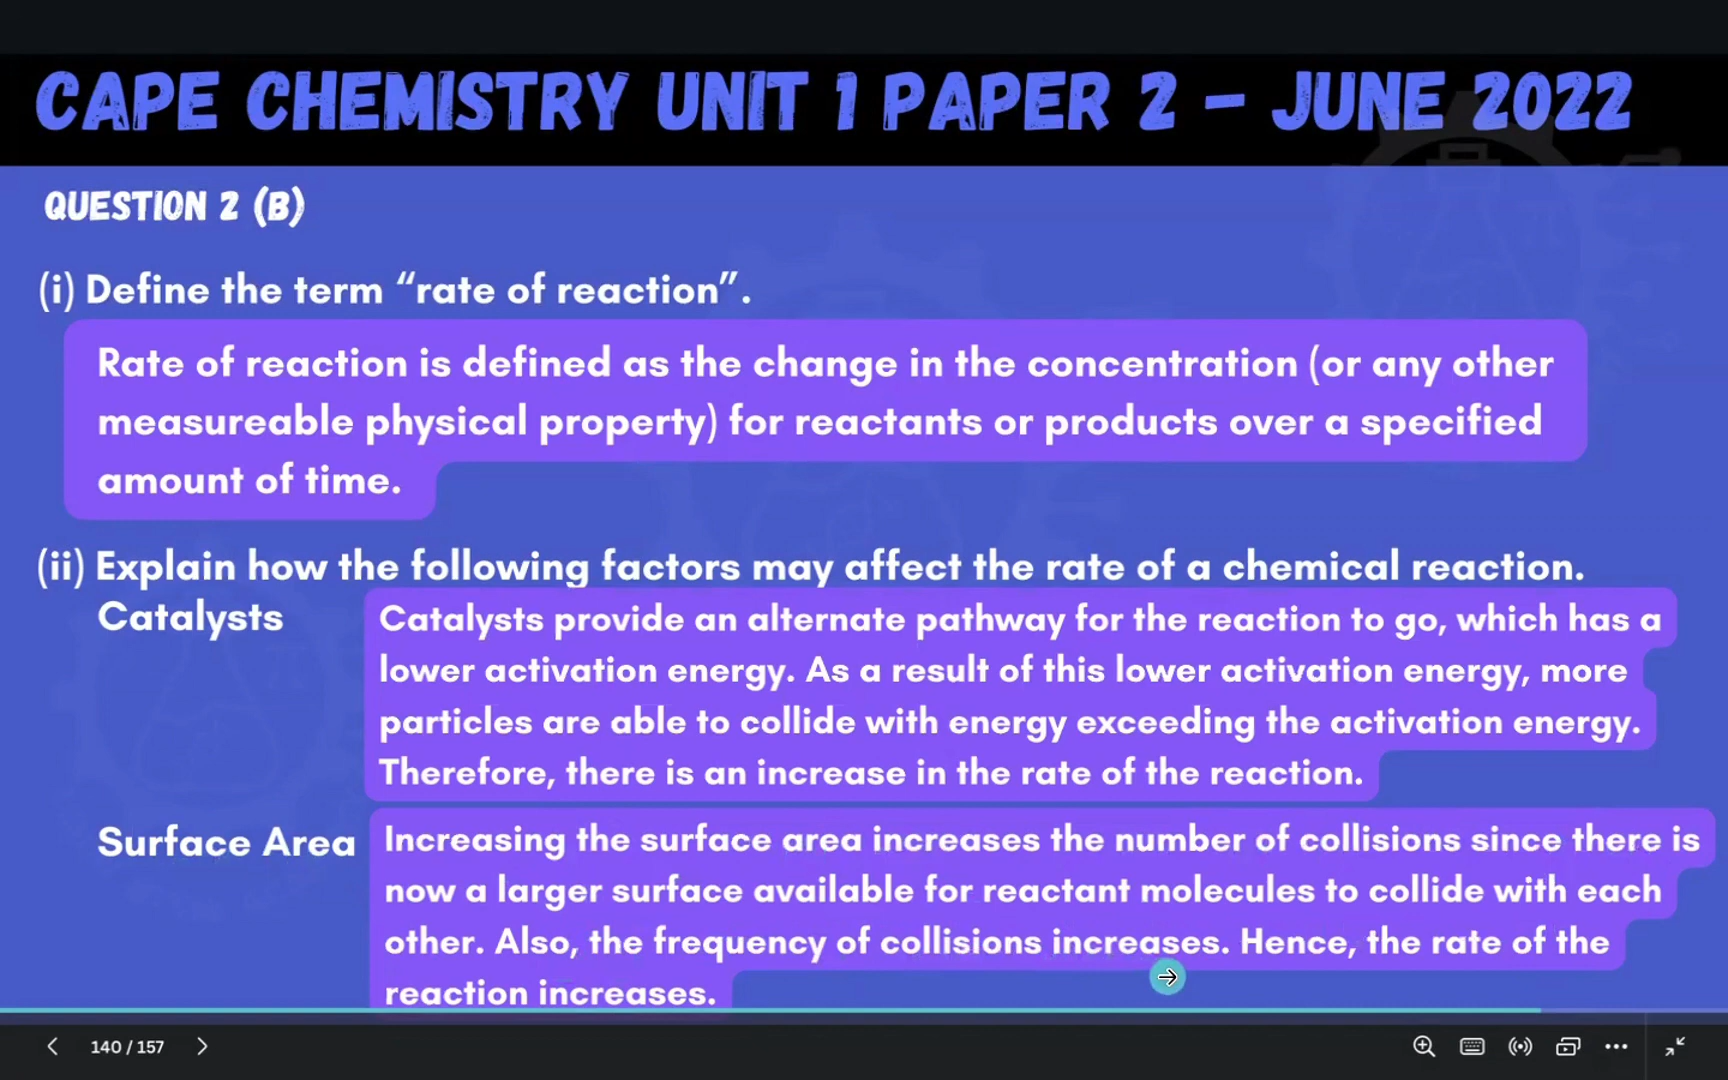 CAPE CHEMISTRY UNIT 1 PAPER 2 – JUNE 2022
QUESTION 2 (B)
(i) Define the term “rate of reaction”.
Rate of reaction is defined as the change in the concentration (or any other
measureable physical property) for reactants or products over a specified
amount of time.
(ii) Explain how the following factors may affect the rate of a chemical reaction.
Catalysts
Catalysts provide an alternate pathway for the reaction to go, which has a
lower activation energy. As a result of this lower activation energy, more
particles are able to collide with energy exceeding the activation energy.
Therefore, there is an increase in the rate of the reaction.
Surface Area
Increasing the surface area increases the number of collisions since there is
now a larger surface available for reactant molecules to collide with each
other. Also, the frequency of collisions increases. Hence, the rate of the
reaction increases.
140 / 157